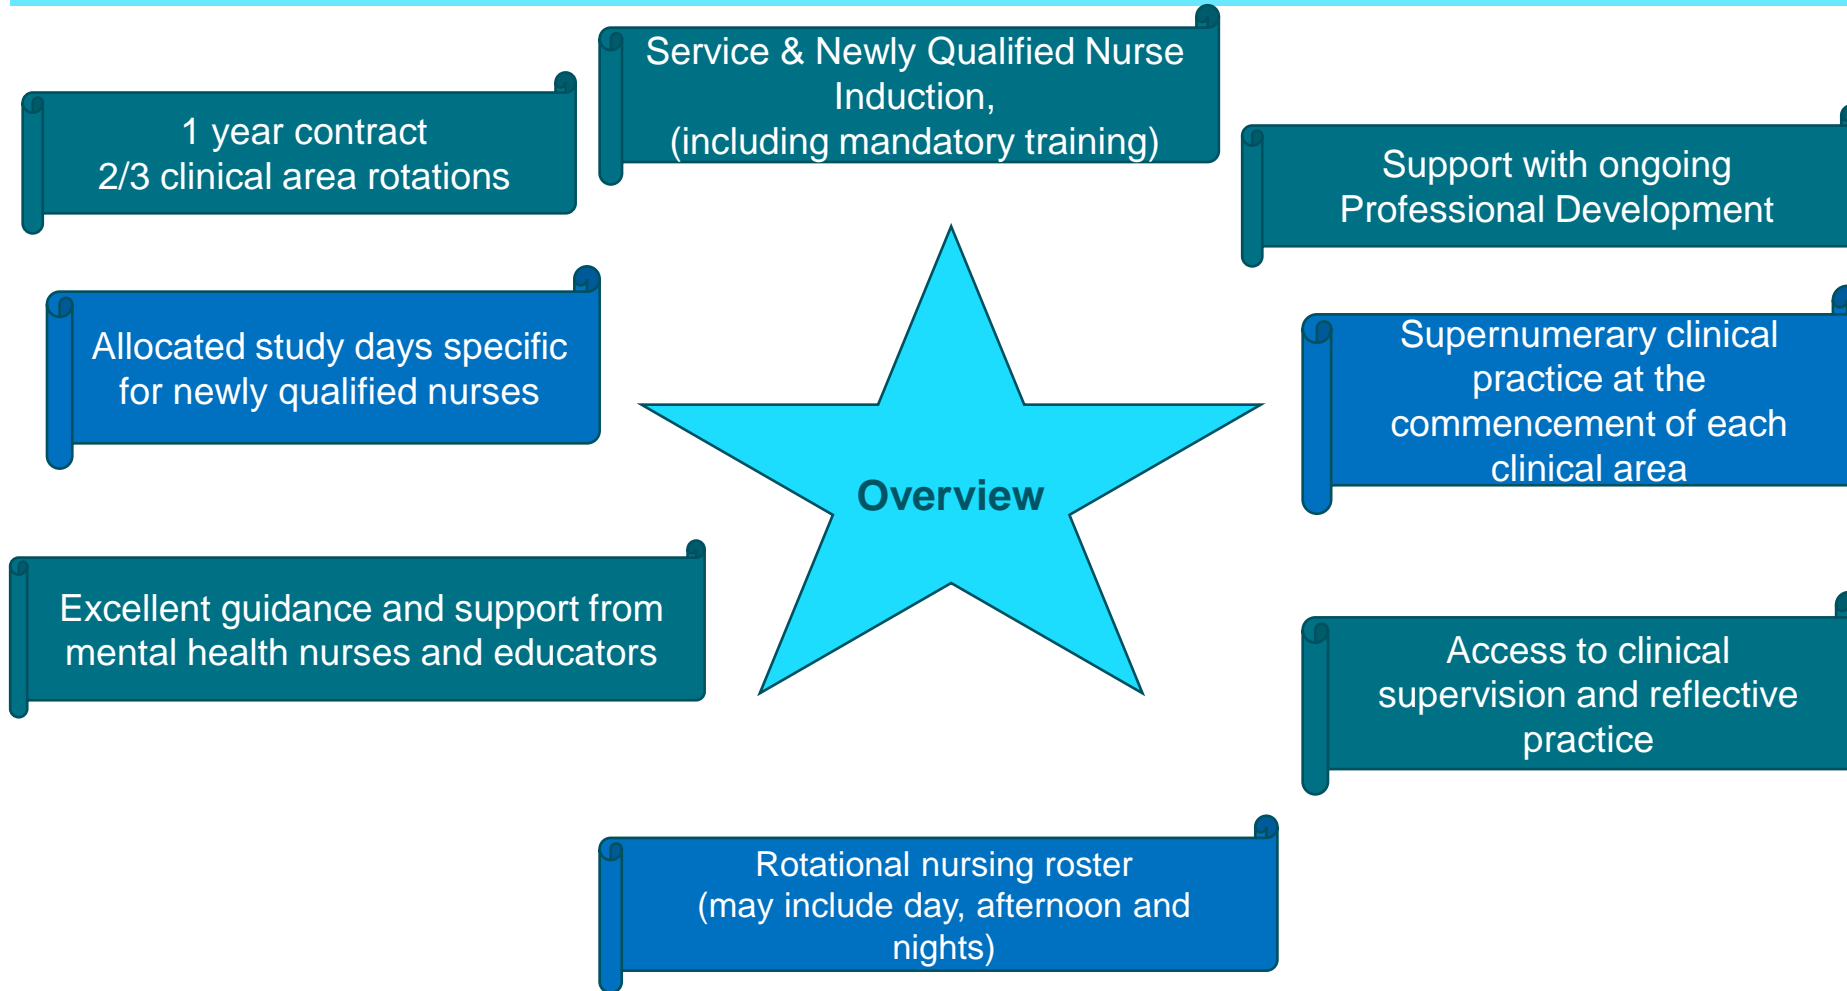 Service & Newly Qualified Nurse
Induction,
(including mandatory training)
1 year contract
2/3 clinical area rotations
Support with ongoing
Professional Development
Allocated study days specific
for newly qualified nurses
Supernumerary clinical
practice at the
commencement of each
clinical area
Overview
Excellent guidance and support from
mental health nurses and educators
Access to clinical
supervision and reflective
practice
Rotational nursing roster
(may include day, afternoon and
nights)